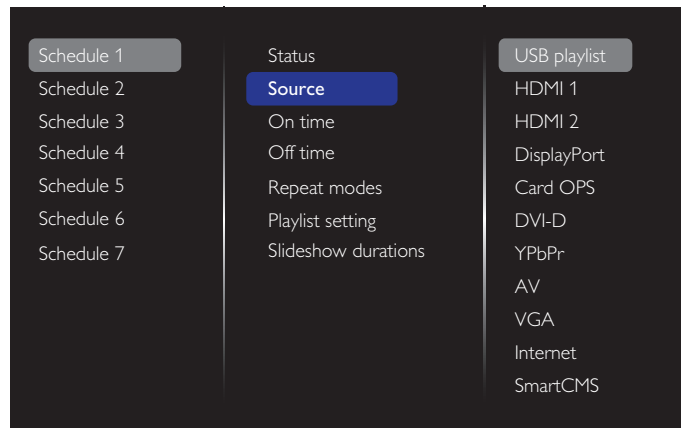 Schedule 1
Schedule 2
Schedule 3
Schedule 4
Schedule 5
Schedule 6
Schedule 7
Status
Source
On time
Off time
Repeat modes
Playlist setting
Slideshow durations
USB playlist
HDMI 1
HDMI 2
DisplayPort
Card OPS
DVI-D
YPbPr
AV
VGA
Internet
SmartCMS